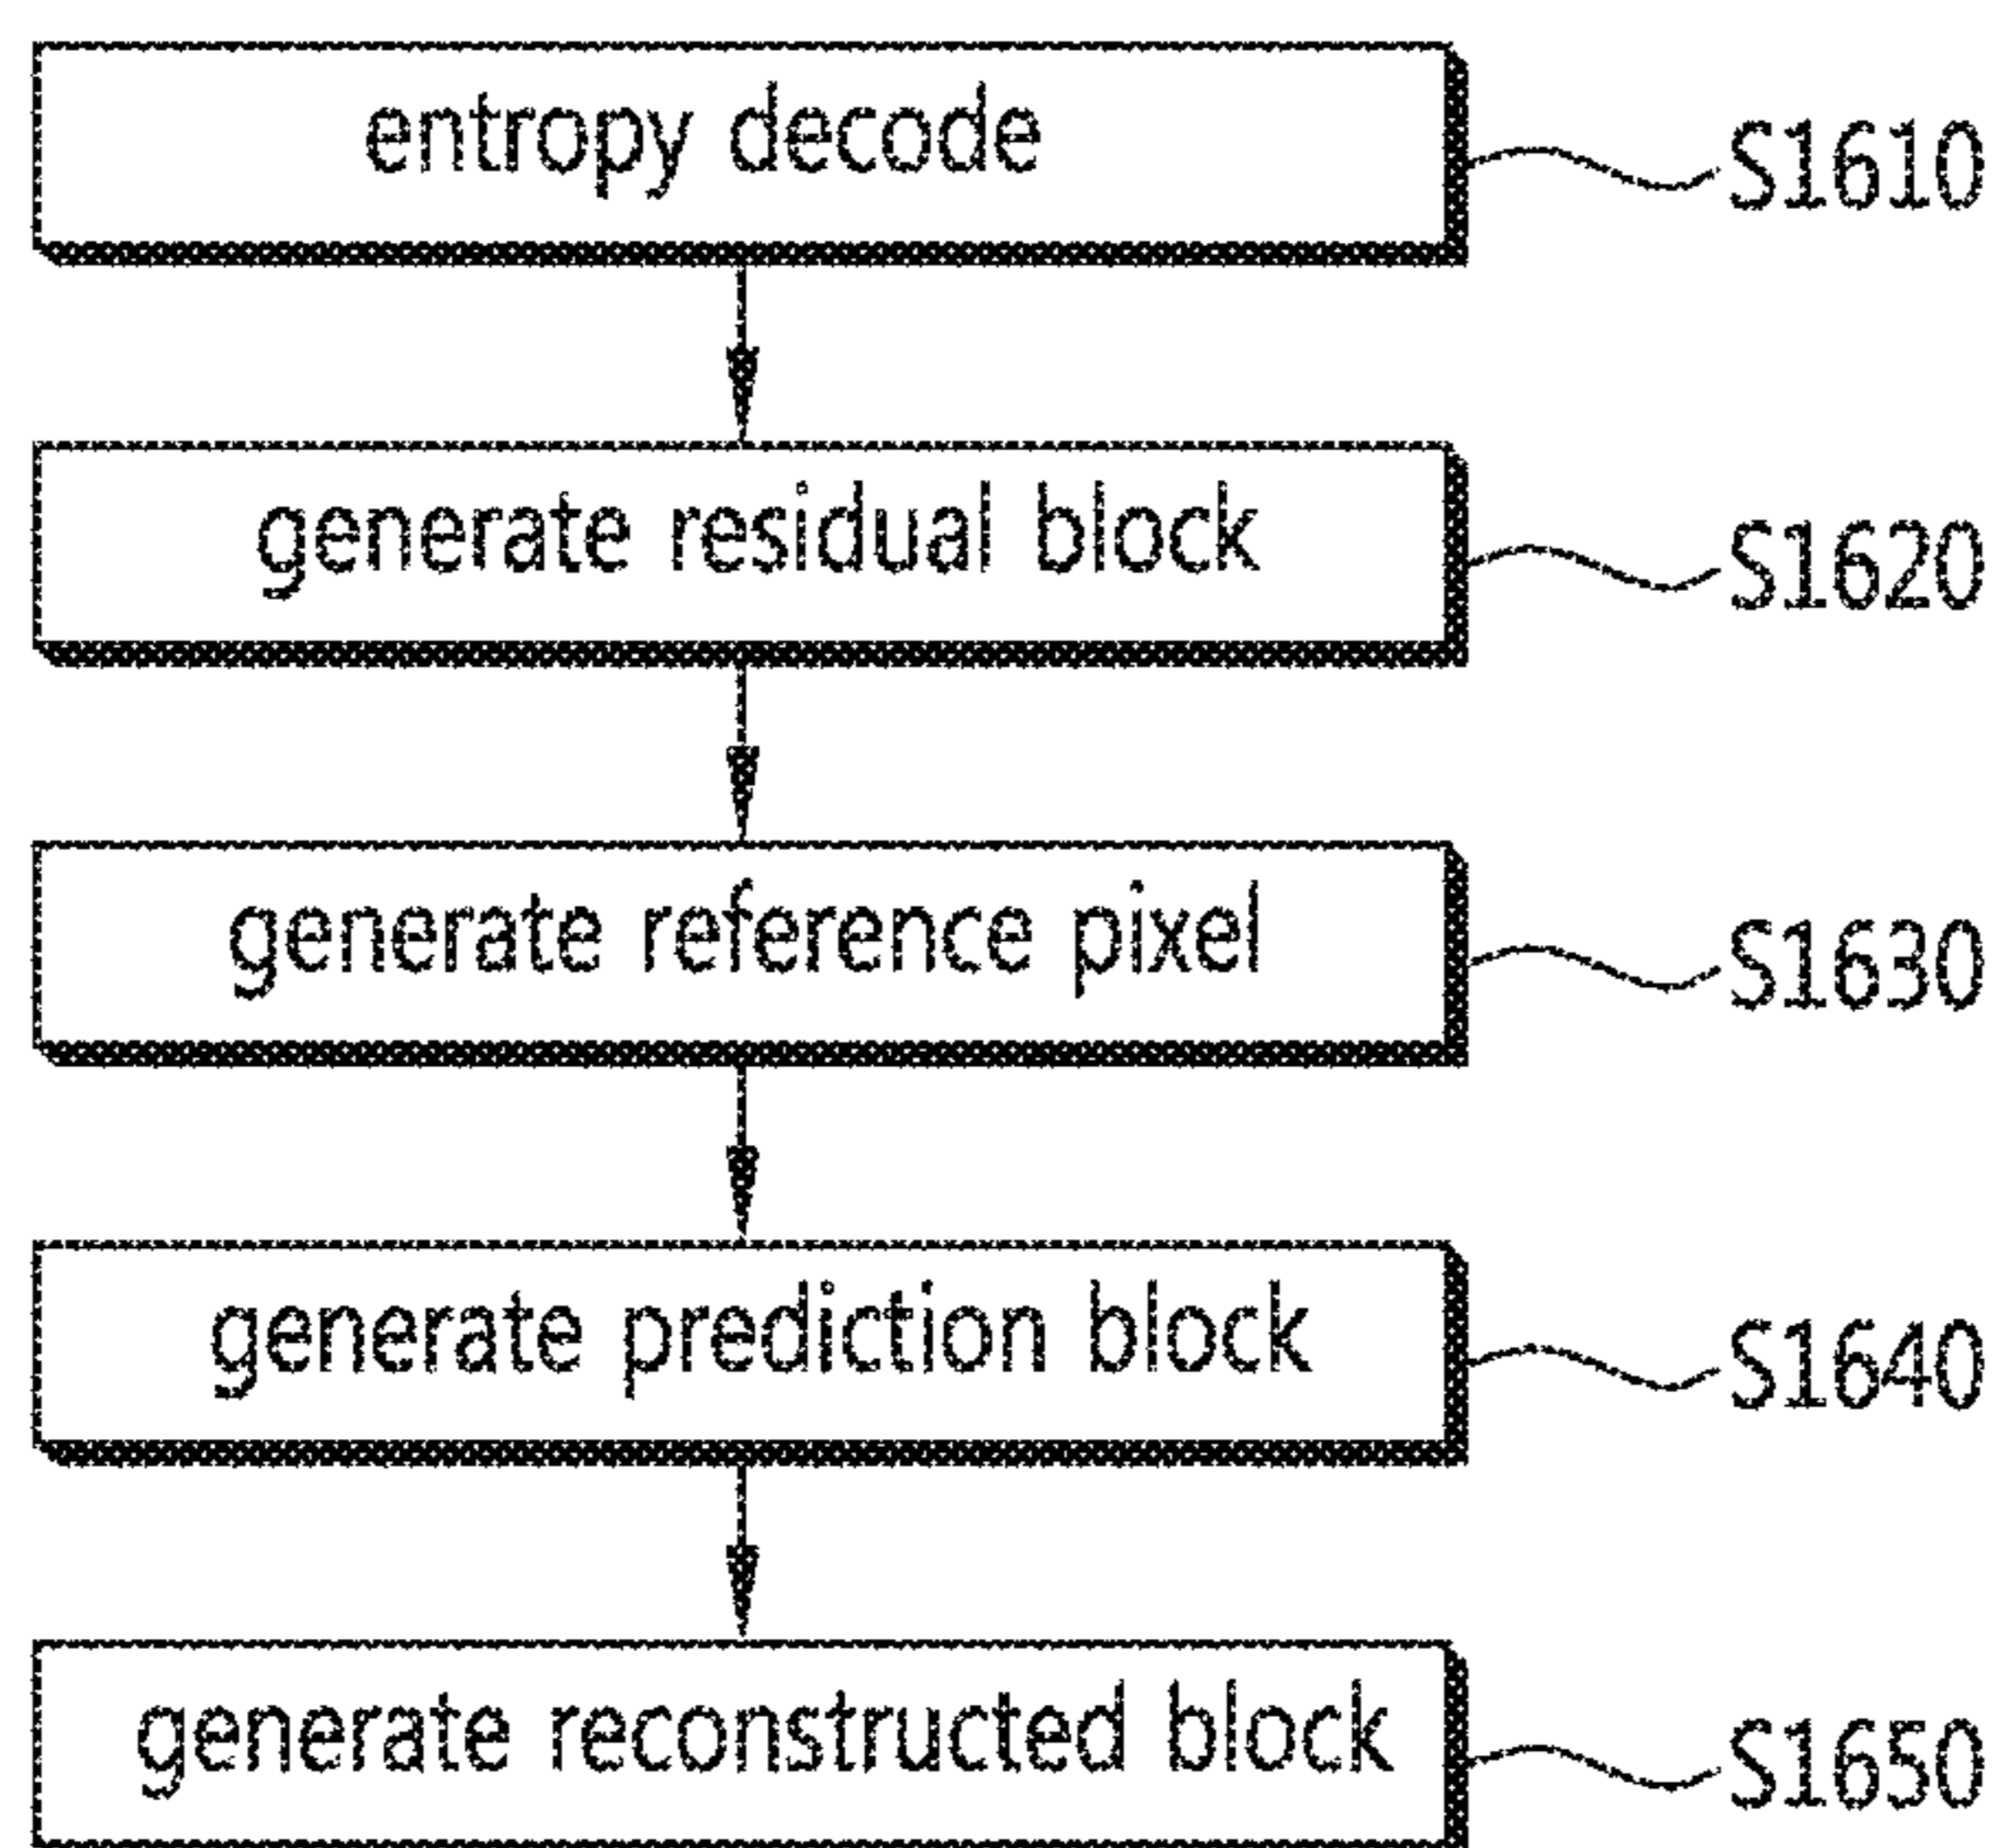 entropy decode
S1610
generate residual block
S1620
generate reference pixel
S1630
generate prediction block
S1640
generate reconstructed block
S1650